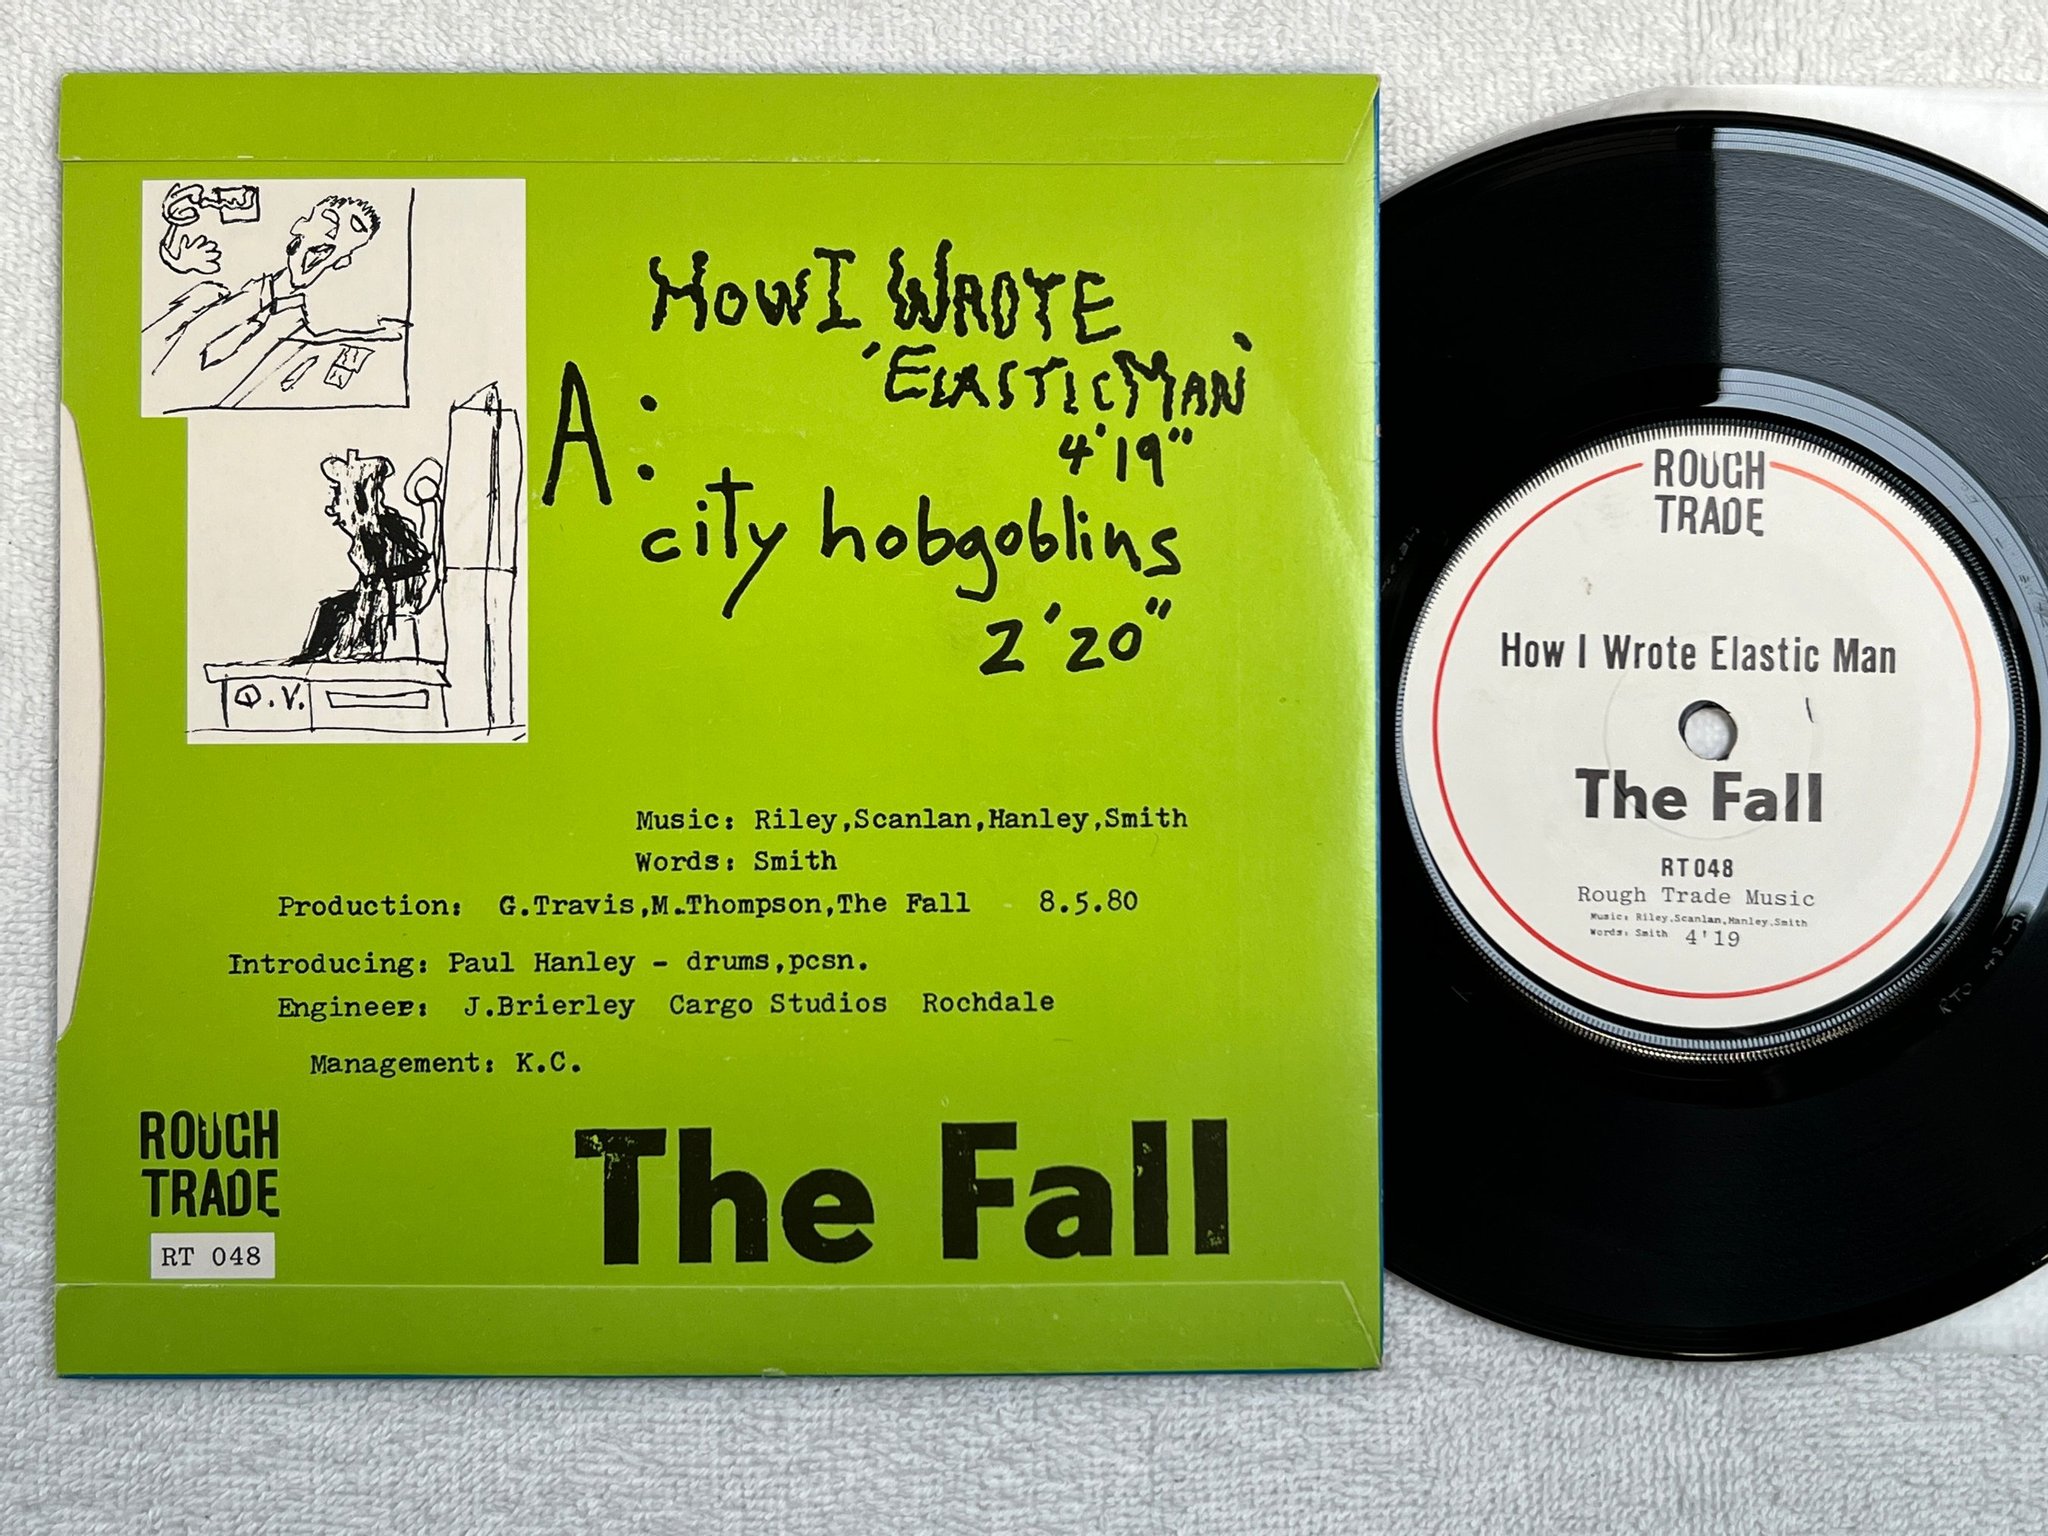 How I Wrote
'Elastic Man'
4'19"
A:
city hobgoblins
2'20"
Q.V.
Music: Riley,Scanlan,Hanley,Smith
Words: Smith
Production: G.Travis,M.Thompson,The Fall 8.5.80
Introducing: Paul Hanley - drums,pcsn.
Engineer: J.Brierley Cargo Studios Rochdale
Management: K.C.
ROUGH
TRADE
RT 048
The Fall
ROUGH
TRADE
How I Wrote Elastic Man
The Fall
RT 048
Rough Trade Music
Music: Riley,Scanlan,Hanley,Smith
Words: Smith 4'19